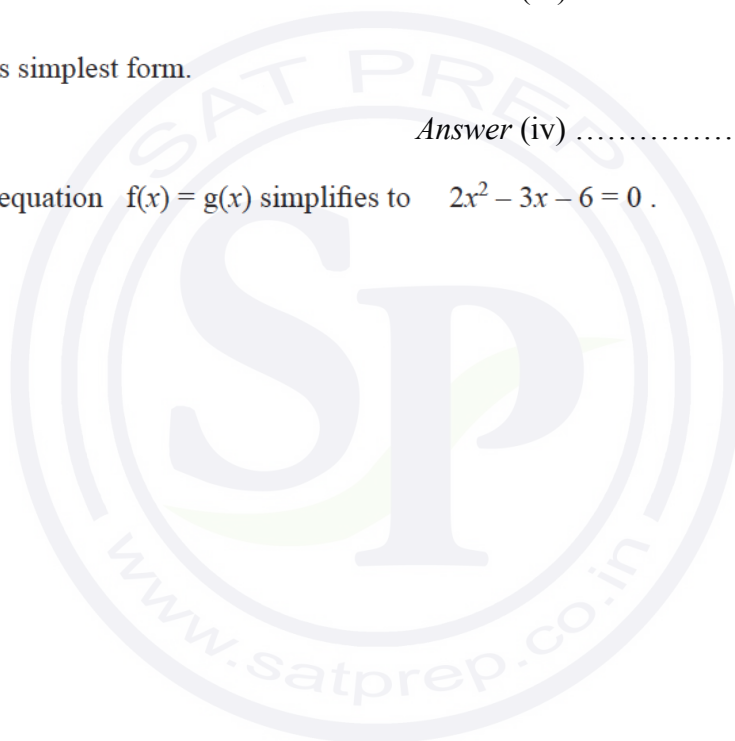 s simplest form.
Answer (iv) ……………
equation f(x) = g(x) simplifies to 2x² – 3x – 6 = 0 .
SAT PREP
SP
www.satprep.co.in